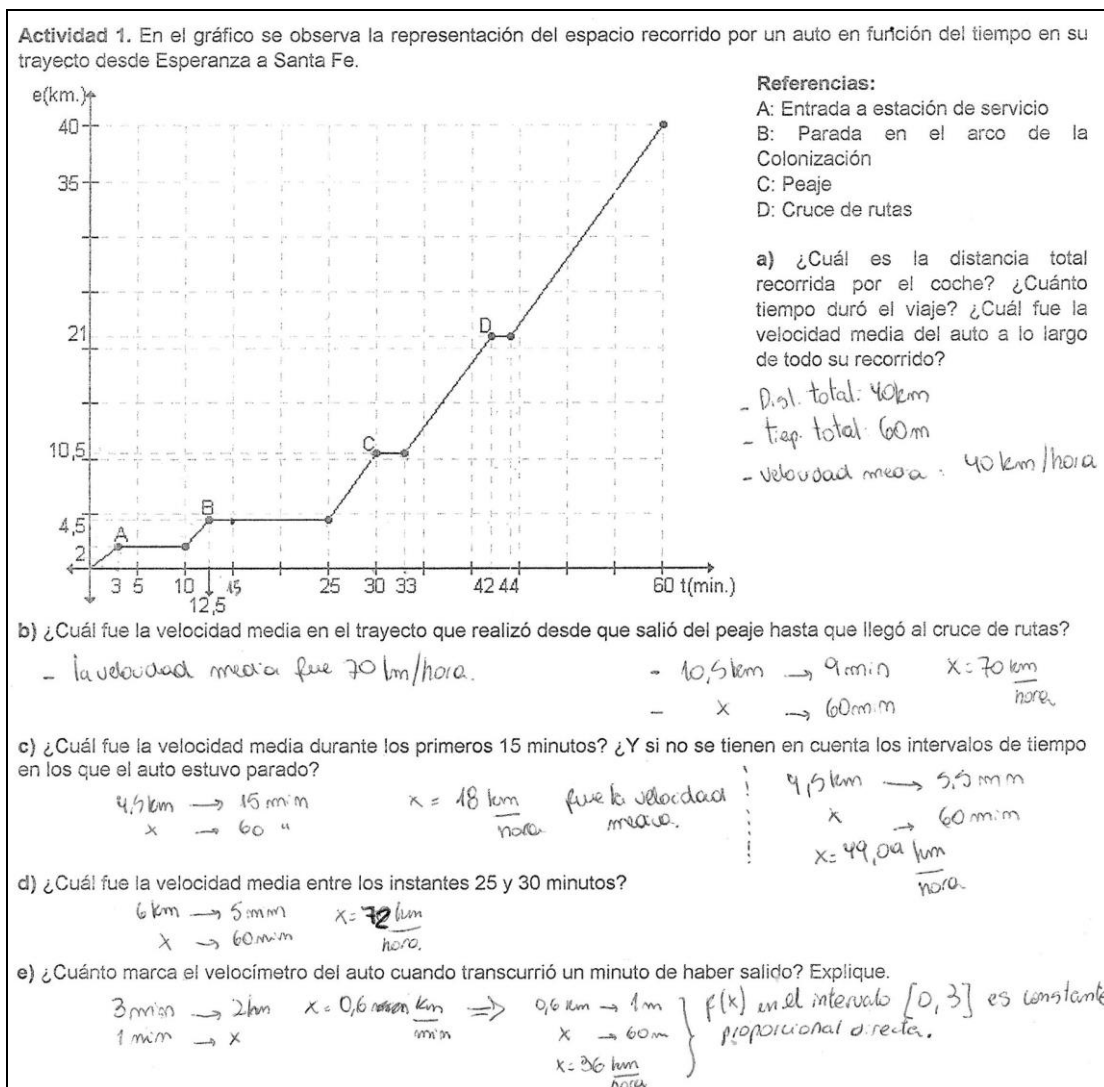 Actividad 1. En el gráfico se observa la representación del espacio recorrido por un auto en función del tiempo en su
trayecto desde Esperanza a Santa Fe.
e(km.)
40
35
21
10,5
4,5
2
A
B
C
D
3 5 10 15 25 30 33 42 44 60 t(min.)
12,5
Referencias:
A: Entrada a estación de servicio
B: Parada en el arco de la
Colonización
C: Peaje
D: Cruce de rutas
a) ¿Cuál es la distancia total
recorrida por el coche? ¿Cuánto
tiempo duró el viaje? ¿Cuál fue la
velocidad media del auto a lo largo
de todo su recorrido?
- Dist. total: 40km
- tiep. total: 60m
- velocidad media: 40 km/hora
b) ¿Cuál fue la velocidad media en el trayecto que realizó desde que salió del peaje hasta que llegó al cruce de rutas?
- la velocidad media fue 70 km/hora.
- 10,5 km → 9 min x = 70 km/hora
- x → 60 min
c) ¿Cuál fue la velocidad media durante los primeros 15 minutos? ¿Y si no se tienen en cuenta los intervalos de tiempo
en los que el auto estuvo parado?
4,5 km → 15 min x = 18 km/hora fue la velocidad
x → 60 " media.
4,5 km → 5,5 min
x → 60 min
x = 49,09 km/hora
d) ¿Cuál fue la velocidad media entre los instantes 25 y 30 minutos?
6 km → 5 min x = 72 km/hora.
x → 60 min
e) ¿Cuánto marca el velocímetro del auto cuando transcurrió un minuto de haber salido? Explique.
3 min → 2 km x = 0,6 km/min ⇒ 0,6 km → 1 m
1 min → x x → 60 m
x = 36 km/hora
f(x) en el intervalo [0, 3] es constante
proporcional directa.